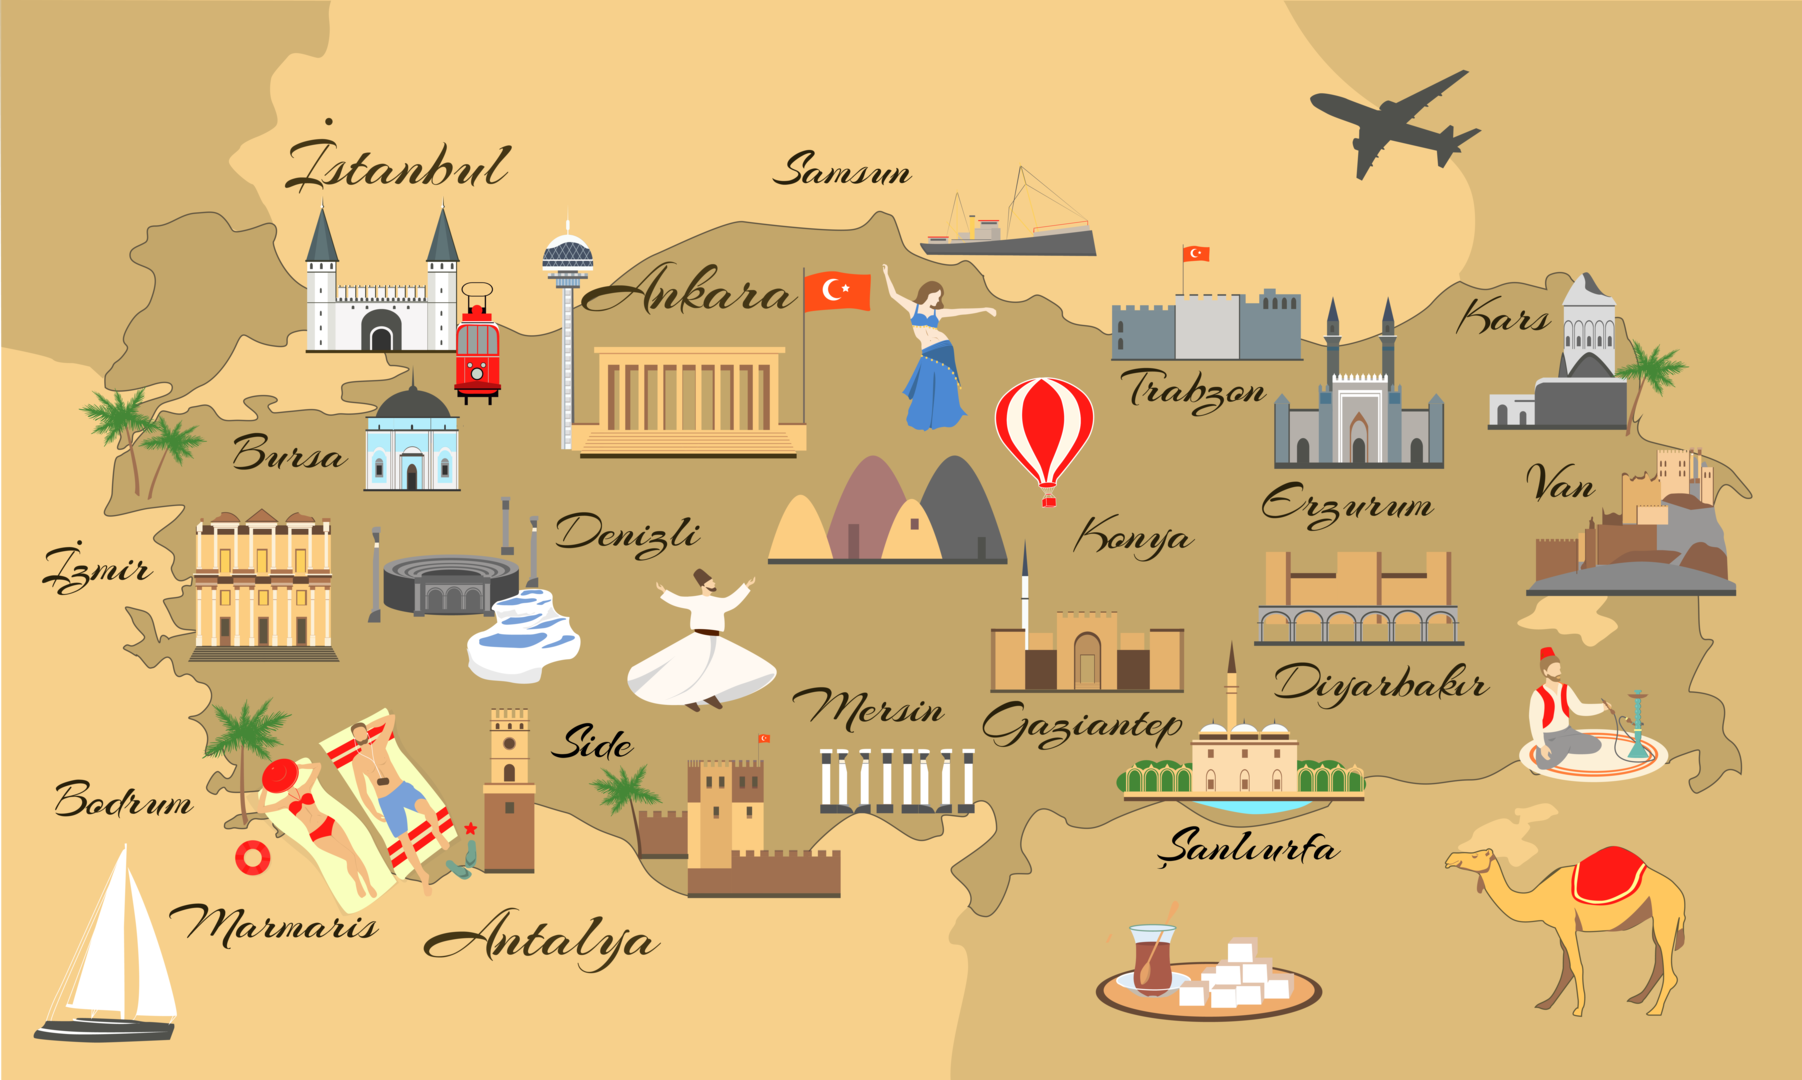 İstanbul
Samsun
Ankara
Kars
Trabzon
Bursa
Van
Erzurum
Denizli
Konya
İzmir
Diyarbakır
Mersin
Gaziantep
Side
Bodrum
Şanlıurfa
Marmaris
Antalya